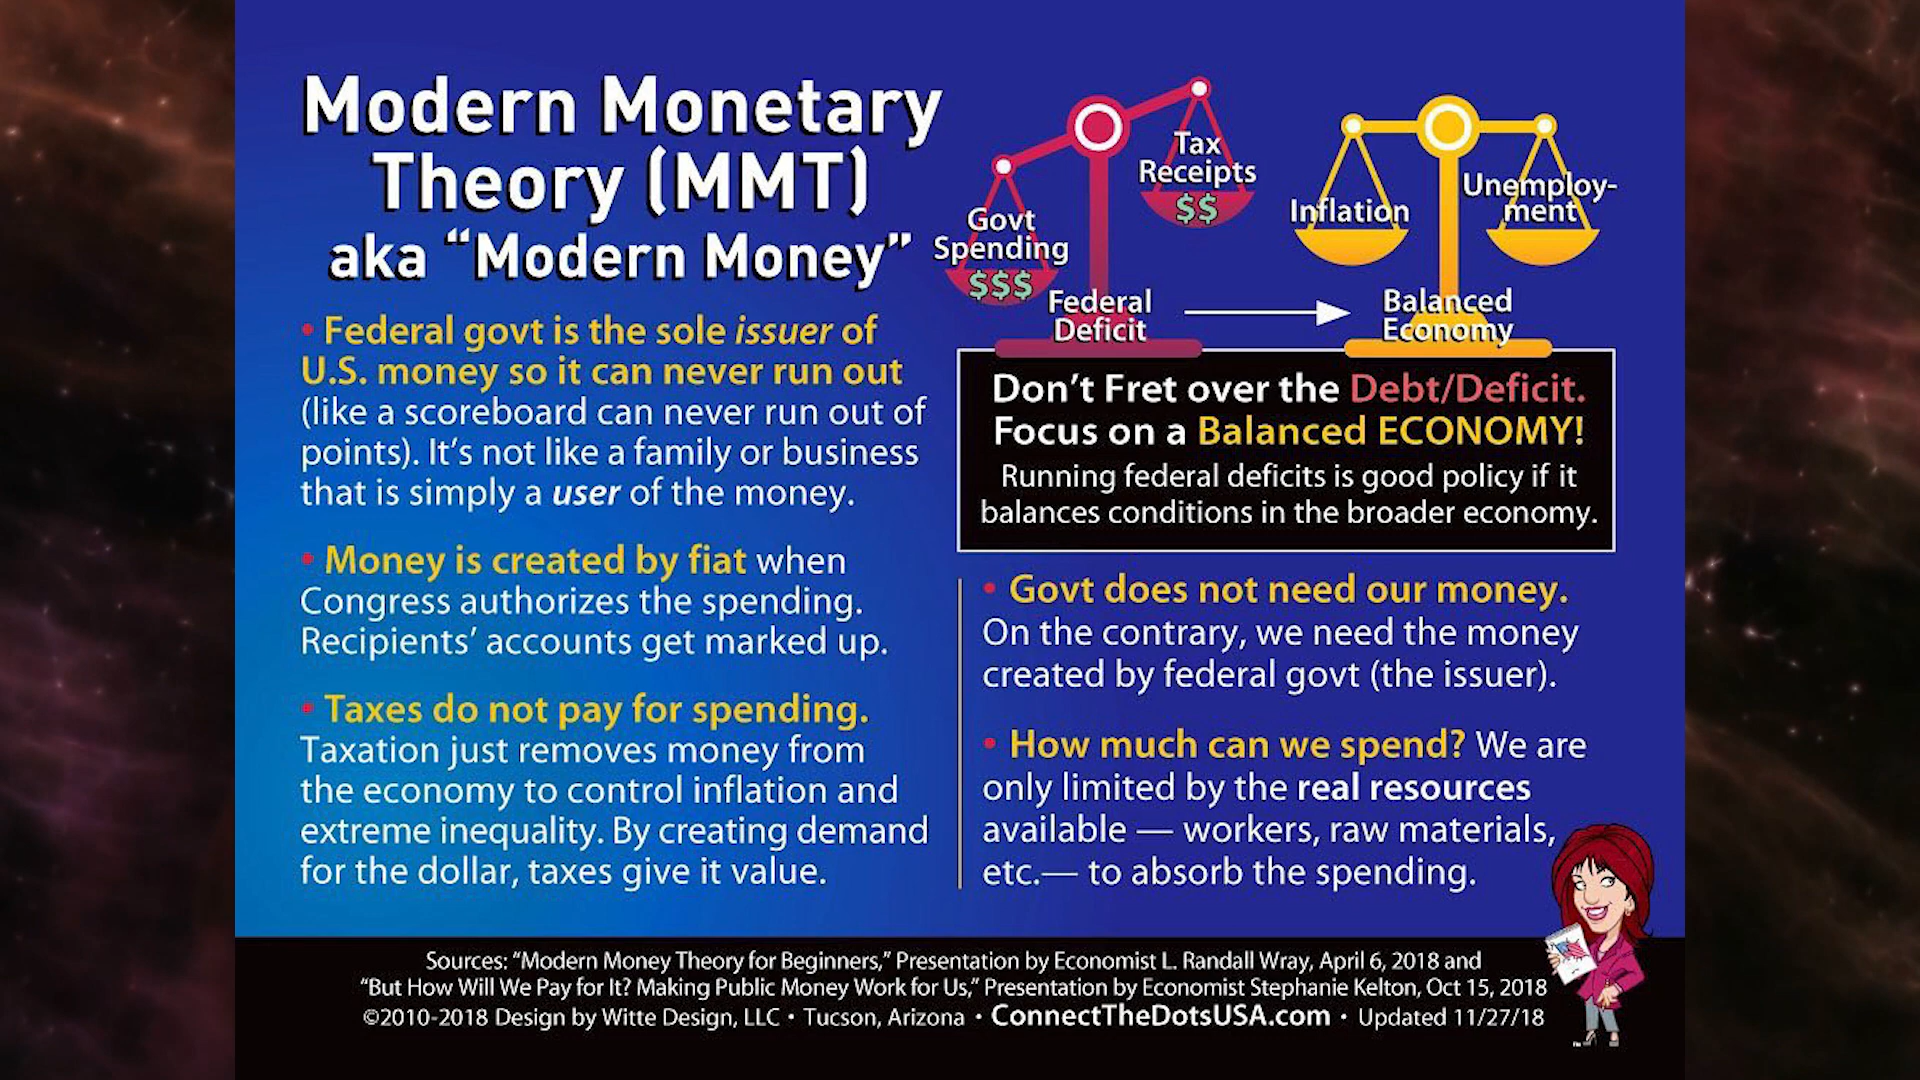 Modern Monetary
Theory (MMT)
aka “Modern Money”
• Federal govt is the sole issuer of
U.S. money so it can never run out
(like a scoreboard can never run out of
points). It’s not like a family or business
that is simply a user of the money.
• Money is created by fiat when
Congress authorizes the spending.
Recipients’ accounts get marked up.
• Taxes do not pay for spending.
Taxation just removes money from
the economy to control inflation and
extreme inequality. By creating demand
for the dollar, taxes give it value.
Govt
Spending
$$$
Tax
Receipts
$$
Federal
Deficit
Inflation
Unemploy-
ment
Balanced
Economy
Don’t Fret over the Debt/Deficit.
Focus on a Balanced ECONOMY!
Running federal deficits is good policy if it
balances conditions in the broader economy.
• Govt does not need our money.
On the contrary, we need the money
created by federal govt (the issuer).
• How much can we spend? We are
only limited by the real resources
available — workers, raw materials,
etc.— to absorb the spending.
Sources: “Modern Money Theory for Beginners,” Presentation by Economist L. Randall Wray, April 6, 2018 and
“But How Will We Pay for It? Making Public Money Work for Us,” Presentation by Economist Stephanie Kelton, Oct 15, 2018
©2010-2018 Design by Witte Design, LLC • Tucson, Arizona • ConnectTheDotsUSA.com • Updated 11/27/18